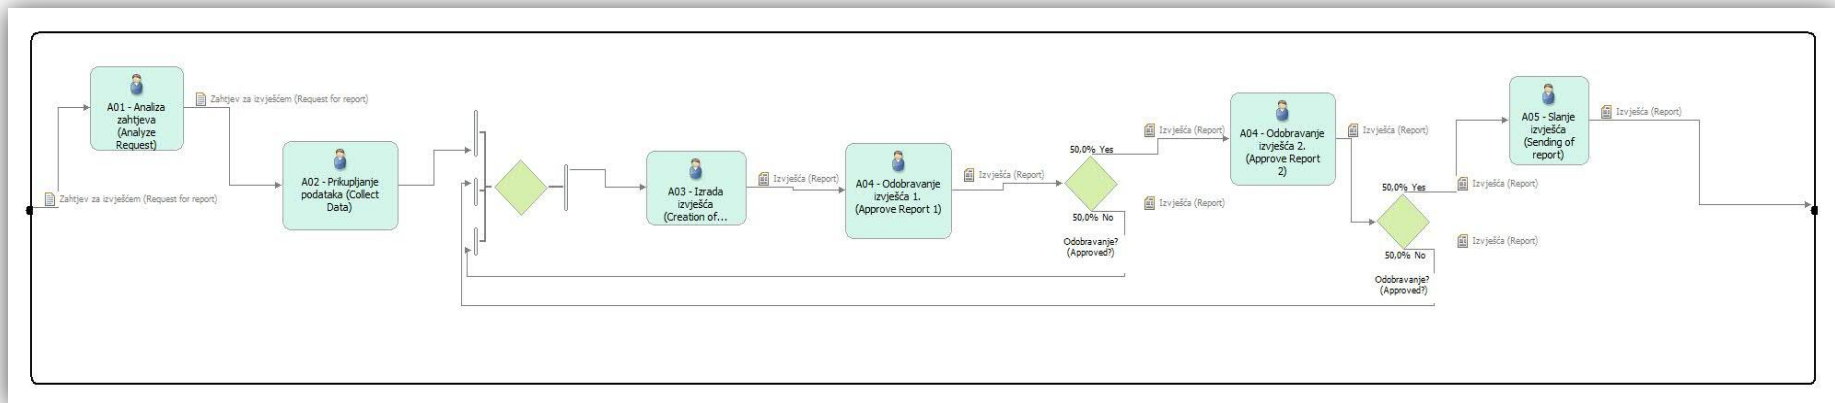 Zahtjev za izvješćem (Request for report)
A01 - Analiza
zahtjeva
(Analyze
Request)
Zahtjev za izvješćem (Request for report)
A02 - Prikupljanje
podataka (Collect
Data)
A03 - Izrada
izvješća
(Creation of...
Izvješća (Report)
A04 - Odobravanje
izvješća 1.
(Approve Report 1)
Izvješća (Report)
50,0% Yes
50,0% No
Odobravanje?
(Approved?)
Izvješća (Report)
Izvješća (Report)
A04 - Odobravanje
izvješća 2.
(Approve Report
2)
Izvješća (Report)
50,0% Yes
50,0% No
Odobravanje?
(Approved?)
Izvješća (Report)
Izvješća (Report)
A05 - Slanje
izvješća
(Sending of
report)
Izvješća (Report)